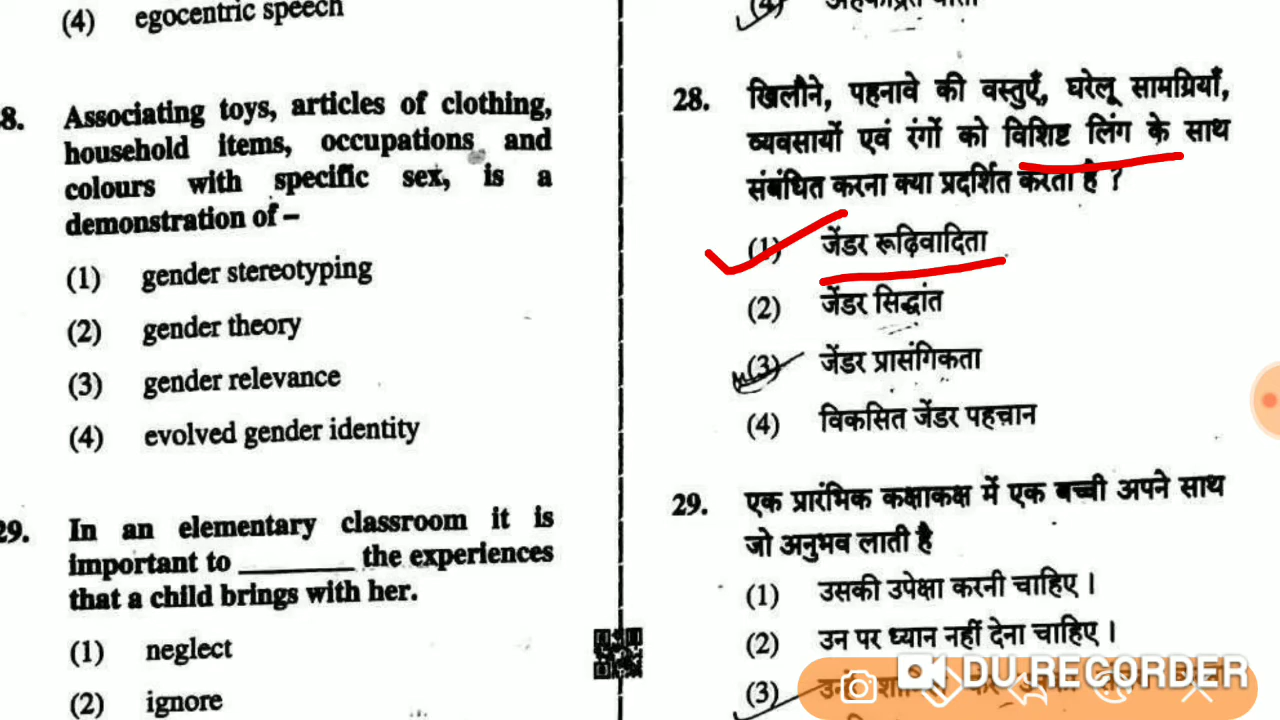 (4) egocentric speech
8. Associating toys, articles of clothing,
household items, occupations and
colours with specific sex, is a
demonstration of –
(1) gender stereotyping
(2) gender theory
(3) gender relevance
(4) evolved gender identity
29. In an elementary classroom it is
important to ________ the experiences
that a child brings with her.
(1) neglect
(2) ignore
(4)
28. खिलौने, पहनावे की वस्तुएँ, घरेलू सामग्रियाँ,
व्यवसायों एवं रंगों को विशिष्ट लिंग के साथ
संबंधित करना क्या प्रदर्शित करता है ?
(1) जेंडर रूढ़िवादिता
(2) जेंडर सिद्धांत
(3) जेंडर प्रासंगिकता
(4) विकसित जेंडर पहचान
29. एक प्रारंभिक कक्षाकक्ष में एक बच्ची अपने साथ
जो अनुभव लाती है
(1) उसकी उपेक्षा करनी चाहिए ।
(2) उन पर ध्यान नहीं देना चाहिए ।
(3)
DU RECORDER